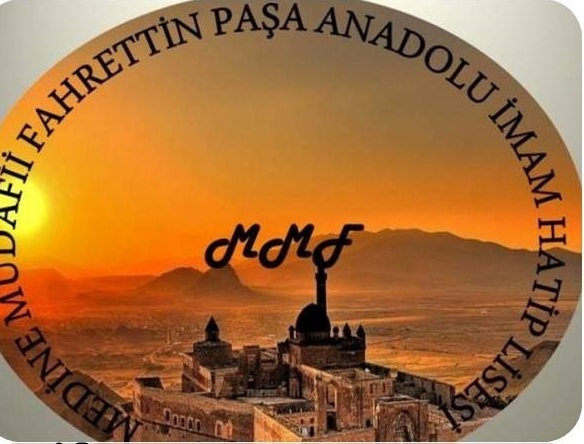 MEDİNE MÜDAFİİ FAHRETTİN PAŞA ANADOLU İMAM HATİP LİSESİ
MMF